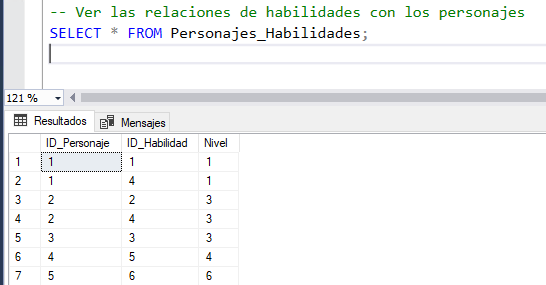 -- Ver las relaciones de habilidades con los personajes
SELECT * FROM Personajes_Habilidades;
121 %
Resultados Mensajes
ID_Personaje ID_Habilidad Nivel
1 1 1 1
2 1 4 1
3 2 2 3
4 2 4 3
5 3 3 3
6 4 5 4
7 5 6 6